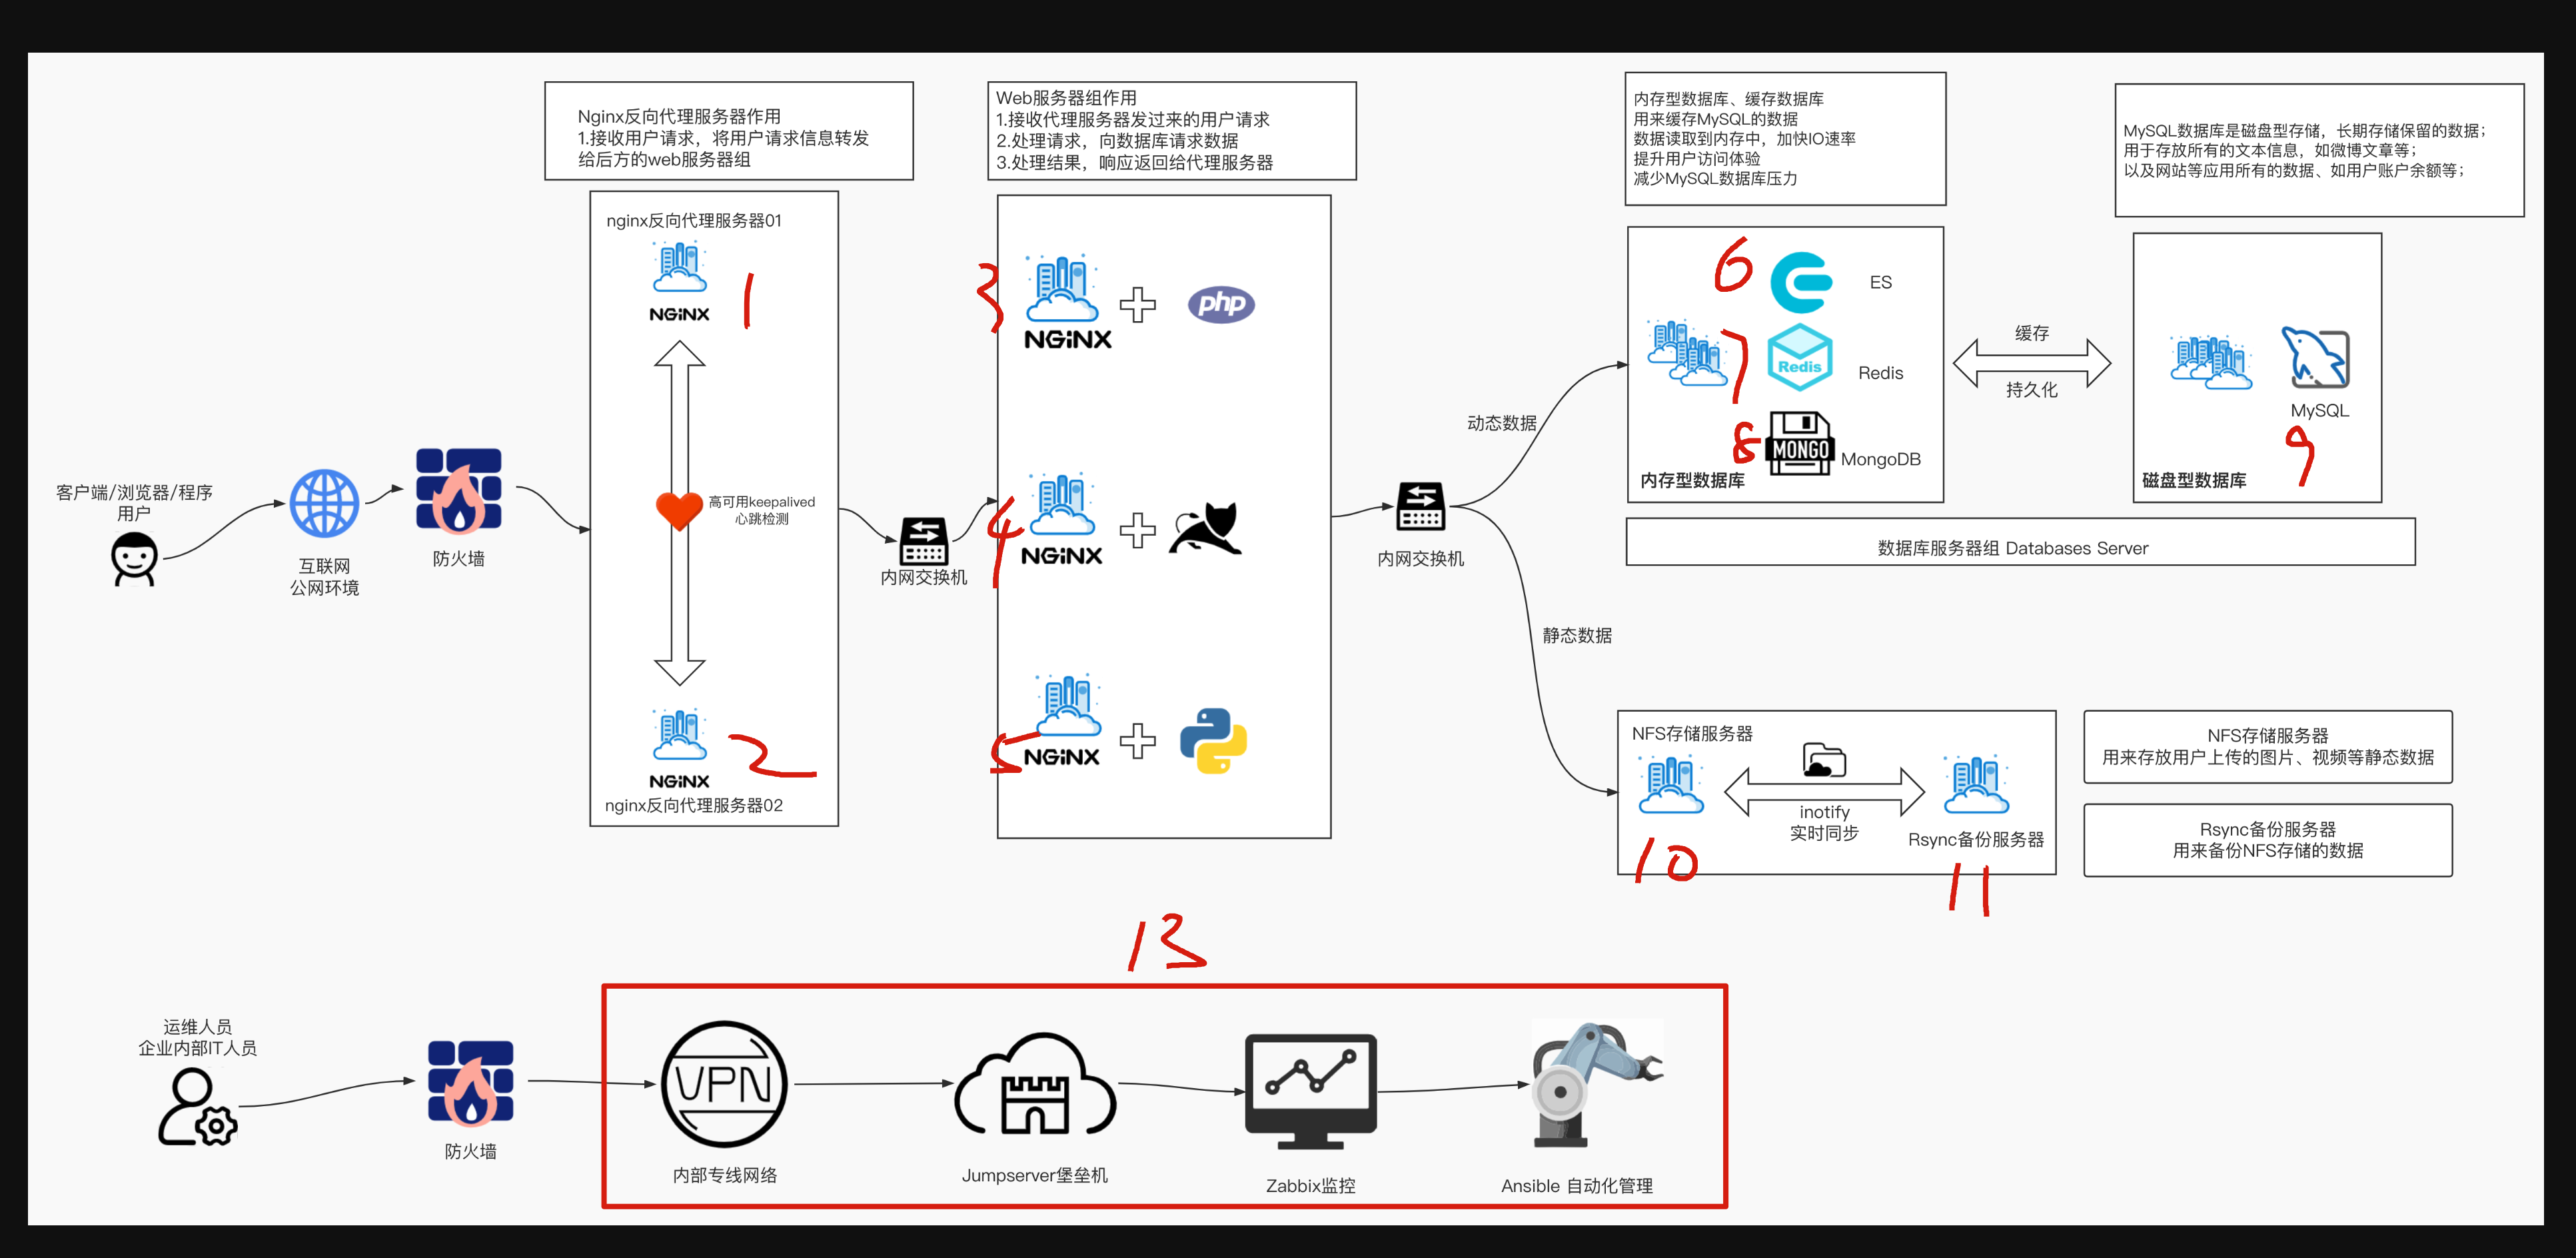 Nginx反向代理服务器作用
1.接收用户请求，将用户请求信息转发
给后方的web服务器组
Web服务器组作用
1.接收代理服务器发过来的用户请求
2.处理请求，向数据库请求数据
3.处理结果，响应返回给代理服务器
内存型数据库、缓存数据库
用来缓存MySQL的数据
数据读取到内存中，加快IO速率
提升用户访问体验
减少MySQL数据库压力
MySQL数据库是磁盘型存储，长期存储保留的数据；
用于存放所有的文本信息，如微博文章等；
以及网站等应用所有的数据、如用户账户余额等；
客户端/浏览器/程序
用户
互联网
公网环境
防火墙
nginx反向代理服务器01
NGiNX
1
高可用keepalived
心跳检测
2
NGiNX
nginx反向代理服务器02
内网交换机
3
NGiNX
php
4
NGiNX
5
NGiNX
内网交换机
动态数据
静态数据
6
ES
7
Redis
Redis
8
MONGO
MongoDB
内存型数据库
缓存
持久化
MySQL
9
磁盘型数据库
数据库服务器组 Databases Server
NFS存储服务器
inotify
实时同步
Rsync备份服务器
10
11
NFS存储服务器
用来存放用户上传的图片、视频等静态数据
Rsync备份服务器
用来备份NFS存储的数据
13
运维人员
企业内部IT人员
防火墙
VPN
内部专线网络
Jumpserver堡垒机
Zabbix监控
Ansible 自动化管理